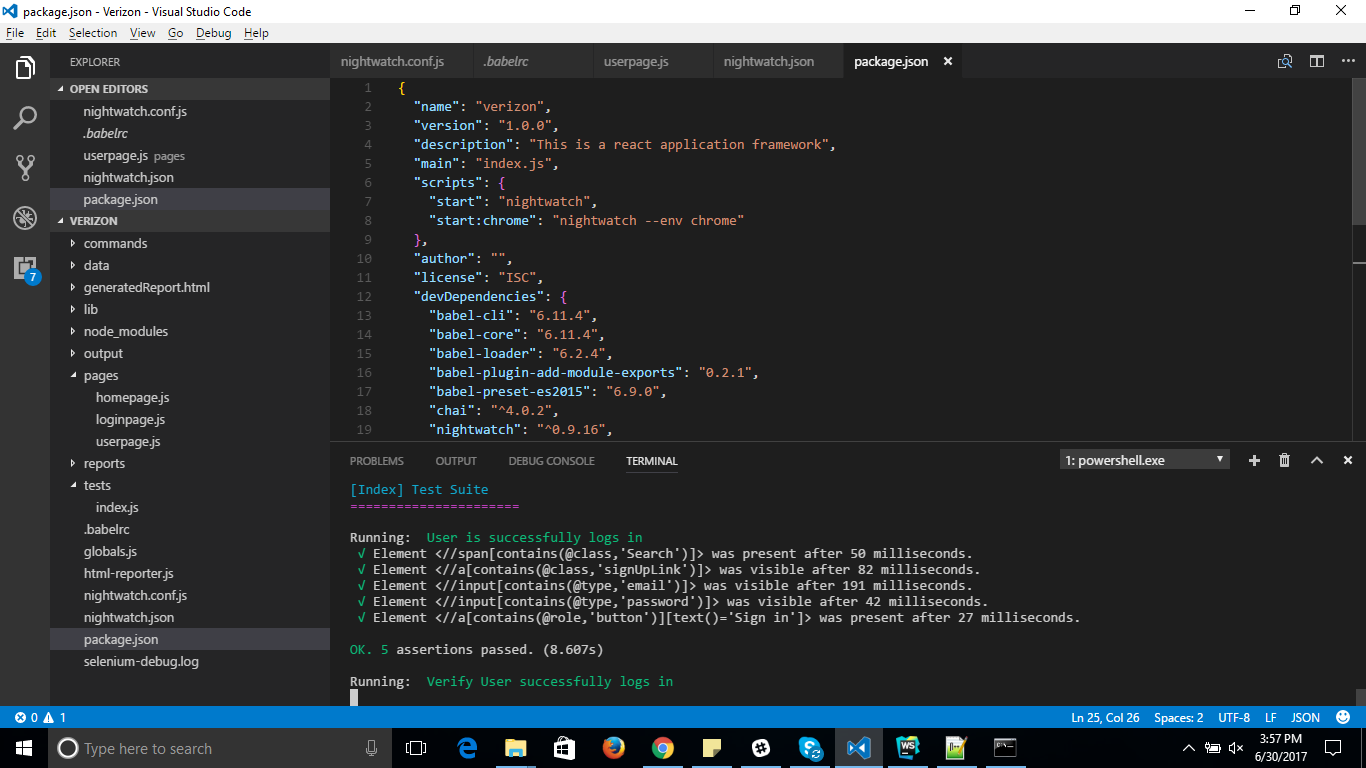 package.json - Verizon - Visual Studio Code
File Edit Selection View Go Debug Help
EXPLORER
OPEN EDITORS
nightwatch.conf.js
.babelrc
userpage.js pages
nightwatch.json
package.json
VERIZON
commands
data
generatedReport.html
lib
node_modules
output
pages
homepage.js
loginpage.js
userpage.js
reports
tests
index.js
.babelrc
globals.js
html-reporter.js
nightwatch.conf.js
nightwatch.json
package.json
selenium-debug.log
7
nightwatch.conf.js .babelrc userpage.js nightwatch.json package.json
1 {
2 "name": "verizon",
3 "version": "1.0.0",
4 "description": "This is a react application framework",
5 "main": "index.js",
6 "scripts": {
7 "start": "nightwatch",
8 "start:chrome": "nightwatch --env chrome"
9 },
10 "author": "",
11 "license": "ISC",
12 "devDependencies": {
13 "babel-cli": "6.11.4",
14 "babel-core": "6.11.4",
15 "babel-loader": "6.2.4",
16 "babel-plugin-add-module-exports": "0.2.1",
17 "babel-preset-es2015": "6.9.0",
18 "chai": "^4.0.2",
19 "nightwatch": "^0.9.16",
PROBLEMS OUTPUT DEBUG CONSOLE TERMINAL 1: powershell.exe
[Index] Test Suite
======================
Running: User is successfully logs in
√ Element <//span[contains(@class,'Search')]> was present after 50 milliseconds.
√ Element <//a[contains(@class,'signUpLink')]> was visible after 82 milliseconds.
√ Element <//input[contains(@type,'email')]> was visible after 191 milliseconds.
√ Element <//input[contains(@type,'password')]> was visible after 42 milliseconds.
√ Element <//a[contains(@role,'button')][text()='Sign in']> was present after 27 milliseconds.
OK. 5 assertions passed. (8.607s)
Running: Verify User successfully logs in
0 1 Ln 25, Col 26 Spaces: 2 UTF-8 LF JSON
Type here to search
WS
3:57 PM
6/30/2017